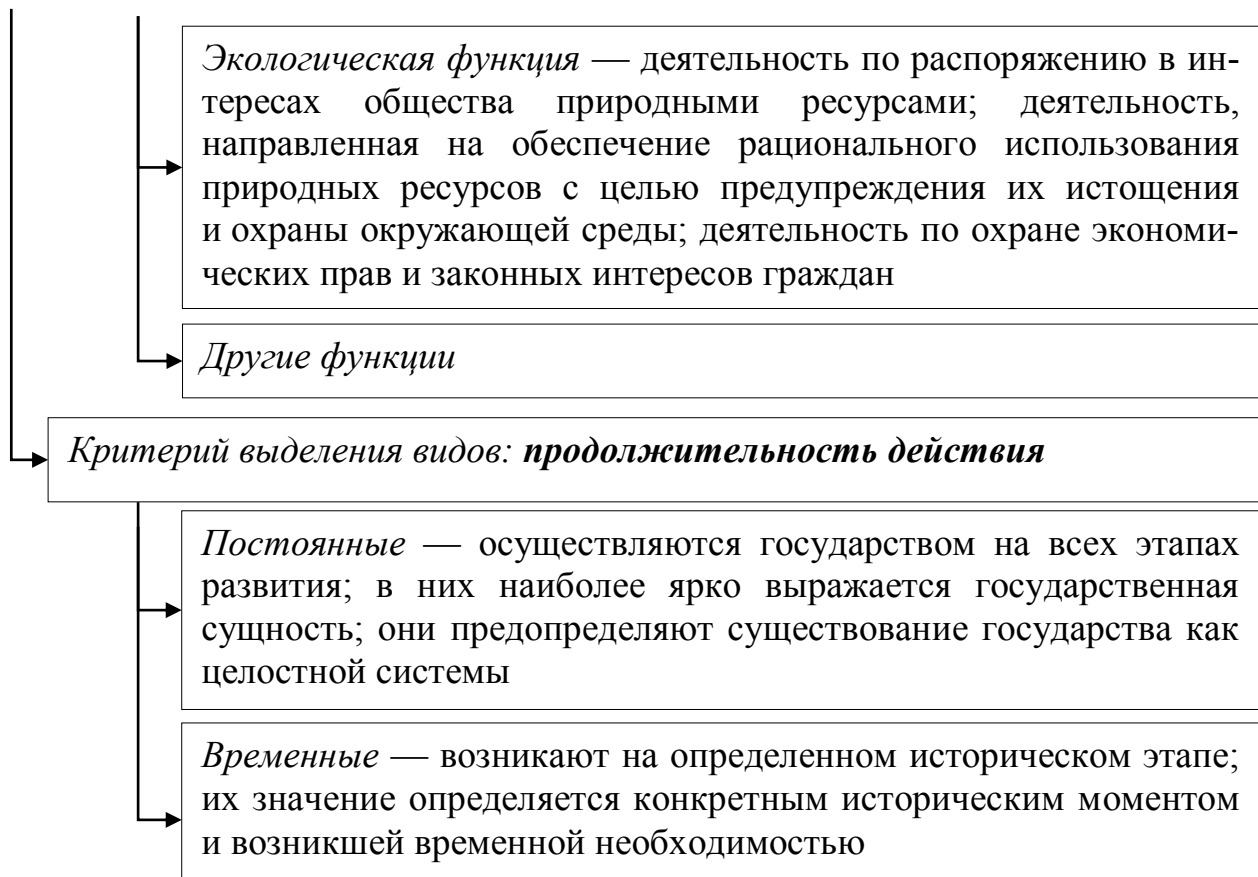 Экологическая функция — деятельность по распоряжению в ин-
тересах общества природными ресурсами; деятельность,
направленная на обеспечение рационального использования
природных ресурсов с целью предупреждения их истощения
и охраны окружающей среды; деятельность по охране экономи-
ческих прав и законных интересов граждан
Другие функции
Критерий выделения видов: продолжительность действия
Постоянные — осуществляются государством на всех этапах
развития; в них наиболее ярко выражается государственная
сущность; они предопределяют существование государства как
целостной системы
Временные — возникают на определенном историческом этапе;
их значение определяется конкретным историческим моментом
и возникшей временной необходимостью